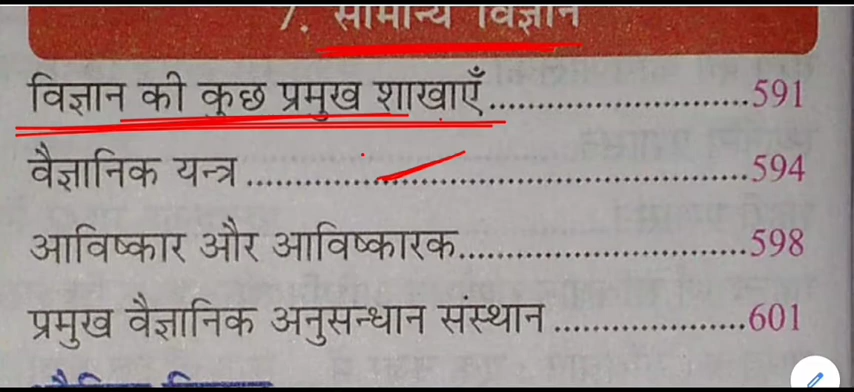 7. सामान्य विज्ञान
विज्ञान की कुछ प्रमुख शाखाएँ..............................591
वैज्ञानिक यन्त्र..........................................................594
आविष्कार और आविष्कारक.................................598
प्रमुख वैज्ञानिक अनुसन्धान संस्थान......................601